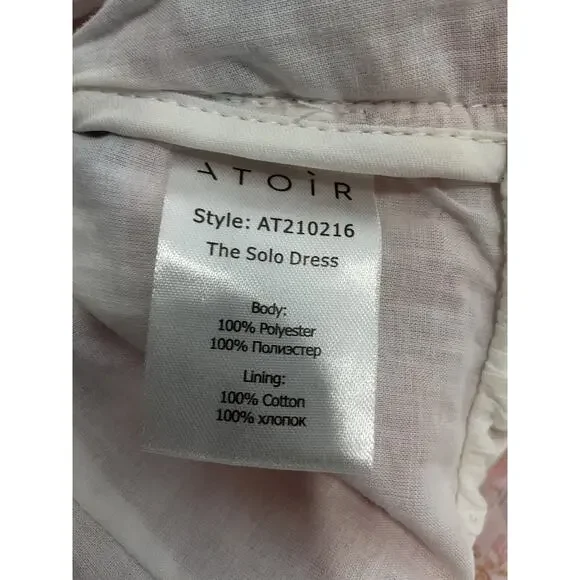 ATOìR
Style: AT210216
The Solo Dress
Body:
100% Polyester
100% Полиэстер
Lining:
100% Cotton
100% хлопок